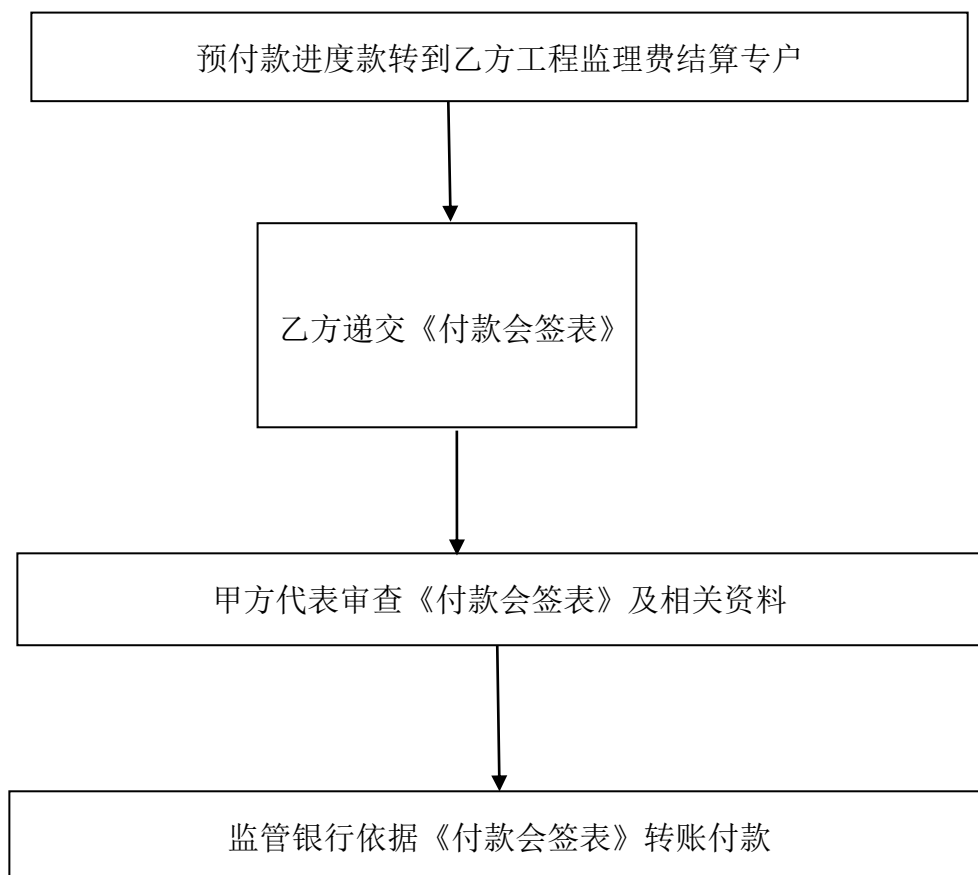 预付款进度款转到乙方工程监理费结算专户
乙方递交《付款会签表》
甲方代表审查《付款会签表》及相关资料
监管银行依据《付款会签表》转账付款